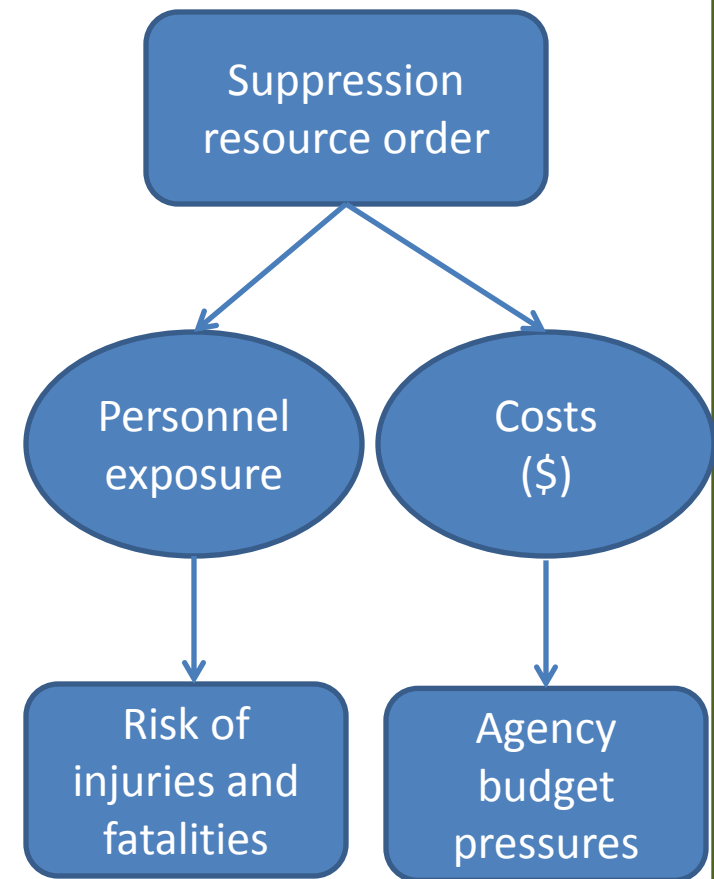 Suppression
resource order
Personnel
exposure
Costs
($)
Risk of
injuries and
fatalities
Agency
budget
pressures